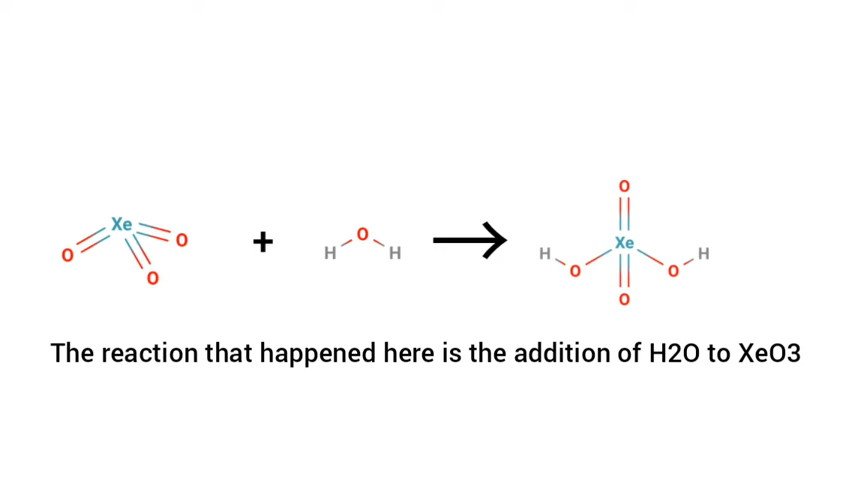 O
Xe
O
H
O
O
+
O
H
H
Xe
H
O
O
O
H
O
The reaction that happened here is the addition of H2O to XeO3